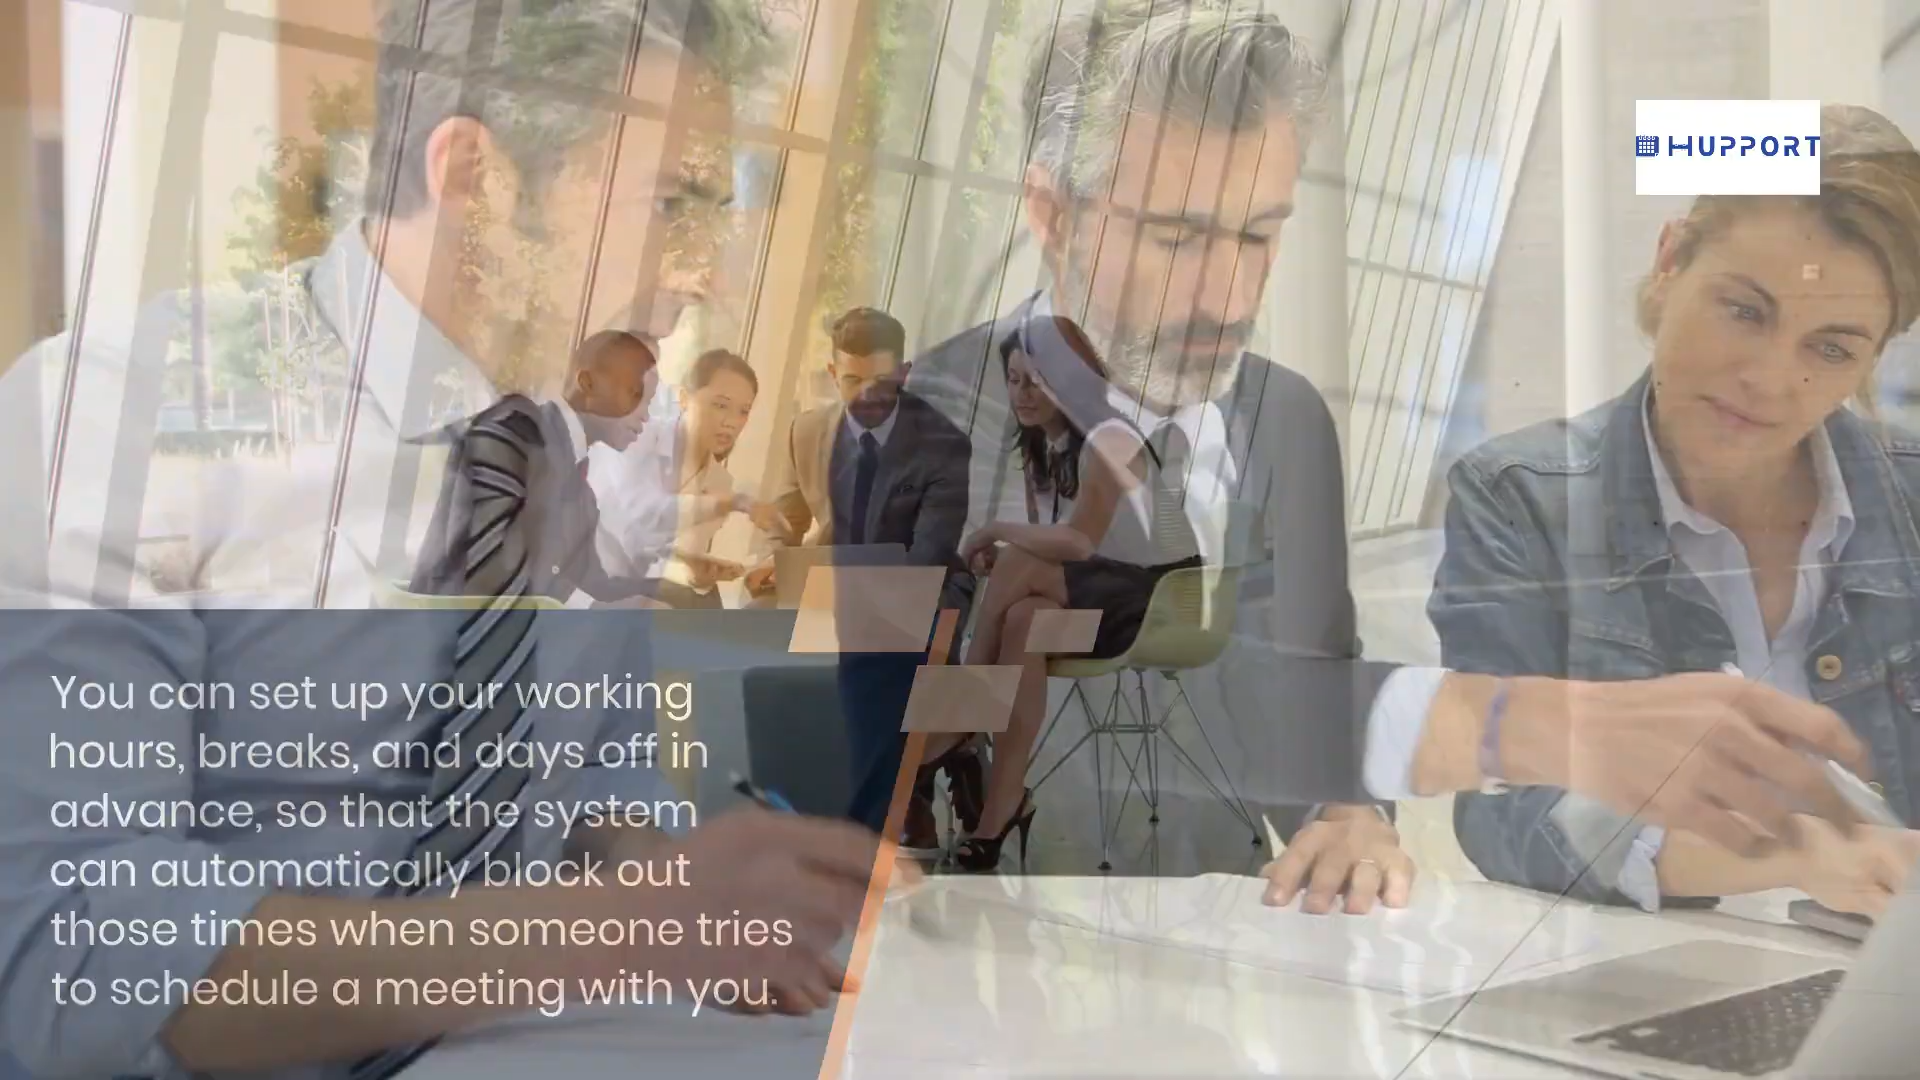 HUPPORT
You can set up your working
hours, breaks, and days off in
advance, so that the system
can automatically block out
those times when someone tries
to schedule a meeting with you.